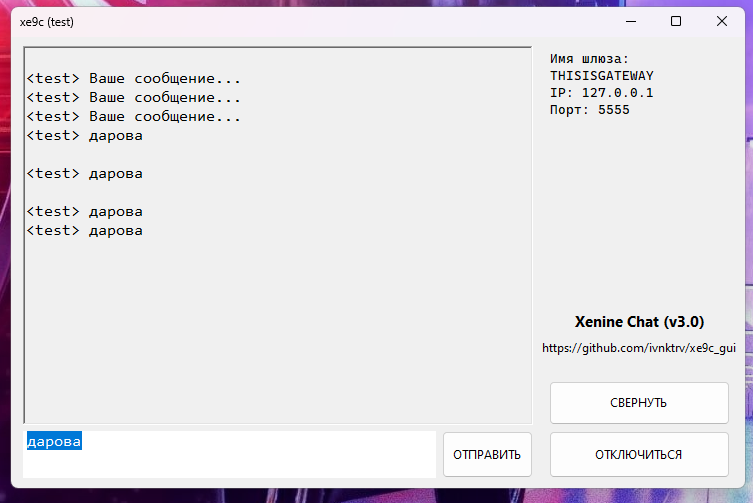 xe9c (test)
<test> Ваше сообщение...
<test> Ваше сообщение...
<test> Ваше сообщение...
<test> дарова
<test> дарова
<test> дарова
<test> дарова
дарова
ОТПРАВИТЬ
Имя шлюза:
THISISGATEWAY
IP: 127.0.0.1
Порт: 5555
Xenine Chat (v3.0)
https://github.com/ivnktrv/xe9c_gui
СВЕРНУТЬ
ОТКЛЮЧИТЬСЯ